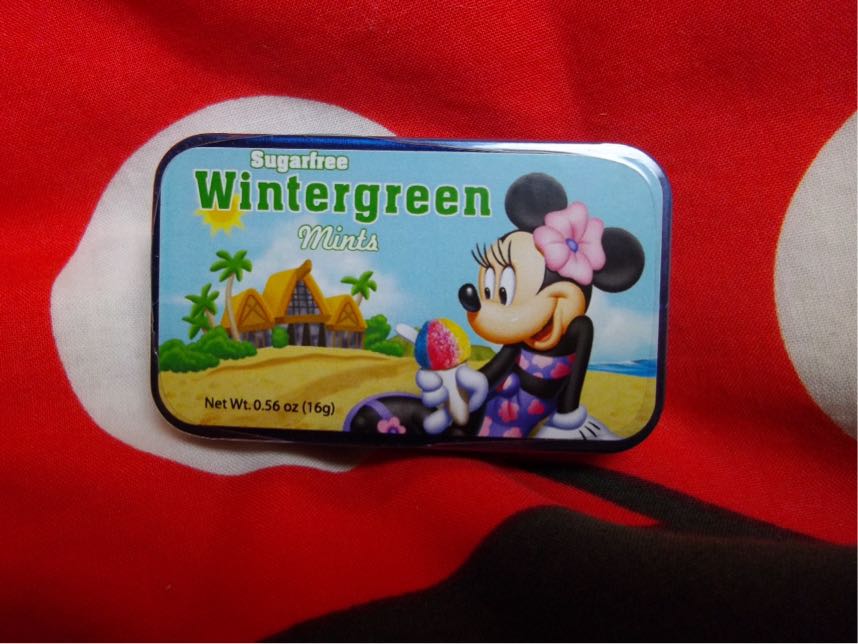 Sugarfree
Wintergreen
Mints
Net Wt. 0.56 oz (16g)